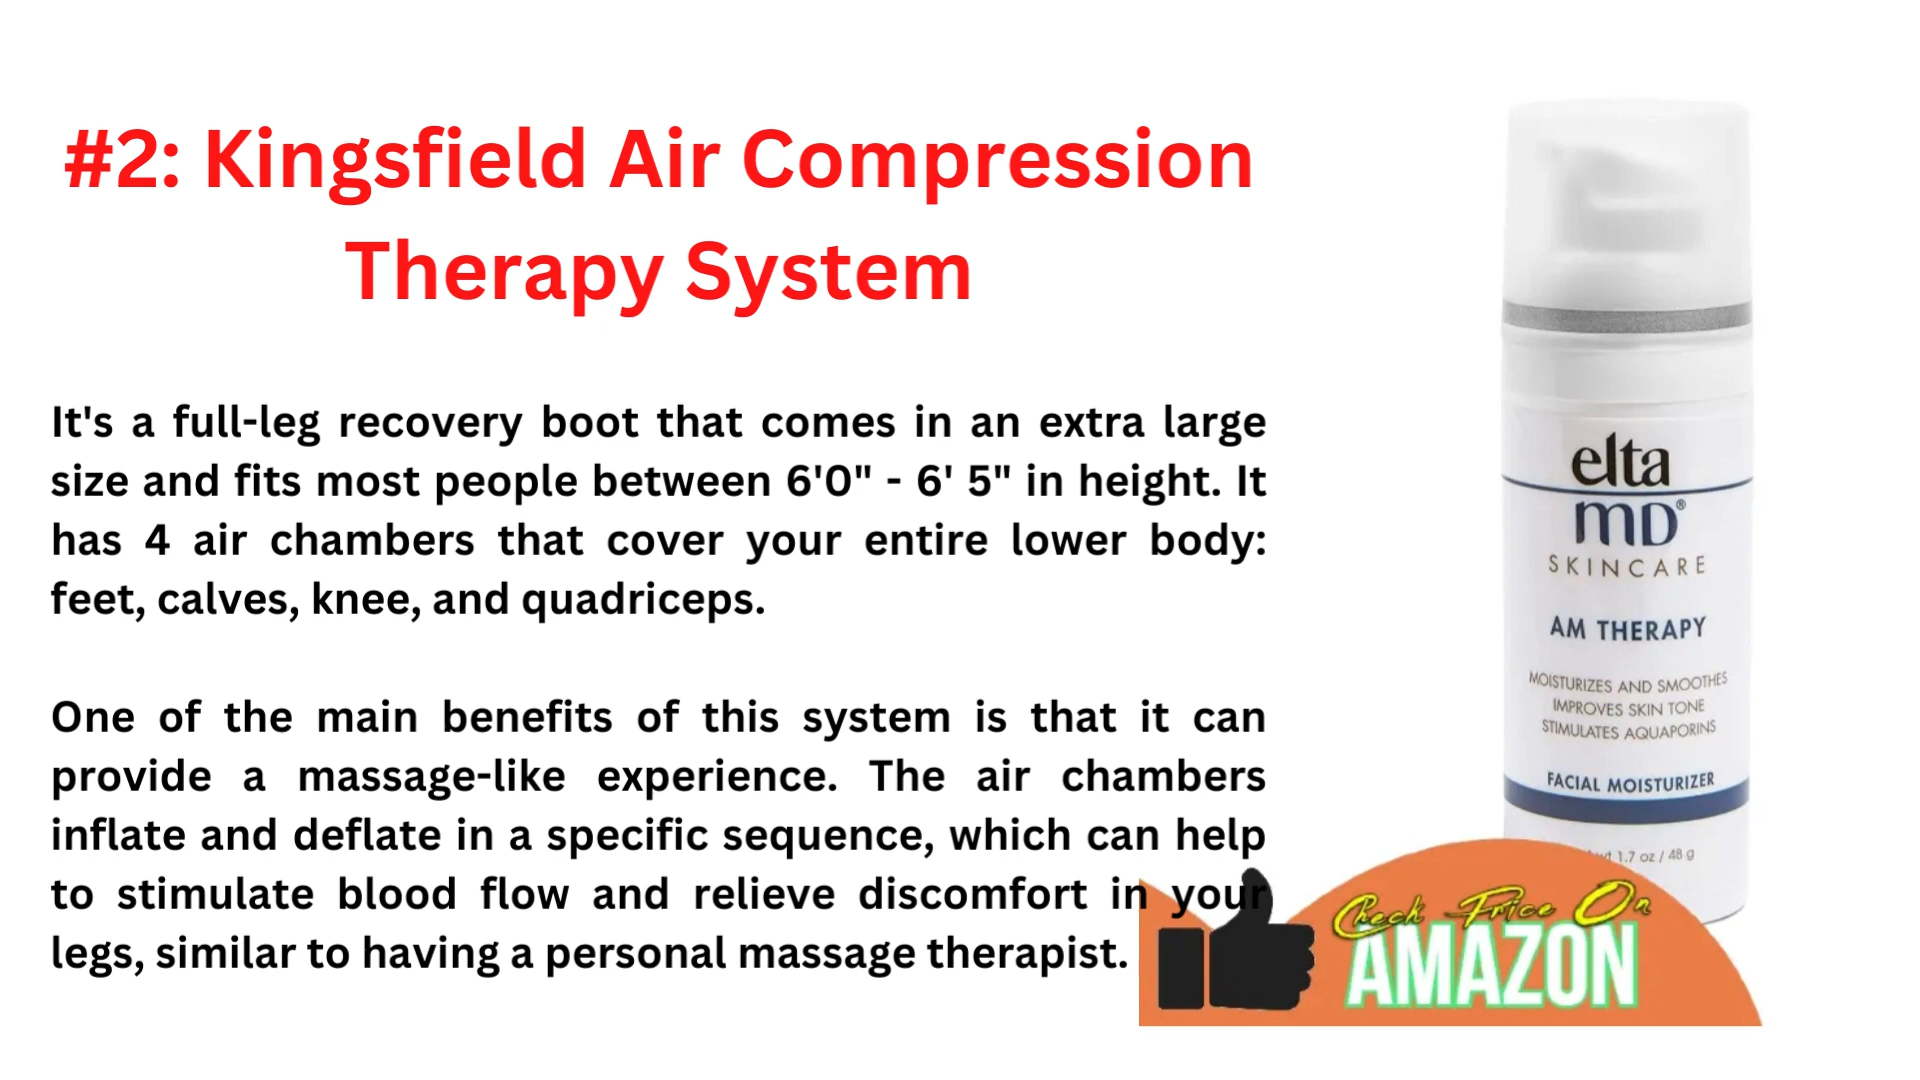 #2: Kingsfield Air Compression
Therapy System
It's a full-leg recovery boot that comes in an extra large
size and fits most people between 6'0" - 6' 5" in height. It
has 4 air chambers that cover your entire lower body:
feet, calves, knee, and quadriceps.
One of the main benefits of this system is that it can
provide a massage-like experience. The air chambers
inflate and deflate in a specific sequence, which can help
to stimulate blood flow and relieve discomfort in your
legs, similar to having a personal massage therapist.
elta
MD®
SKINCARE
AM THERAPY
MOISTURIZES AND SMOOTHES
IMPROVES SKIN TONE
STIMULATES AQUAPORINS
FACIAL MOISTURIZER
1.7 oz / 48 g
Check Price On
AMAZON